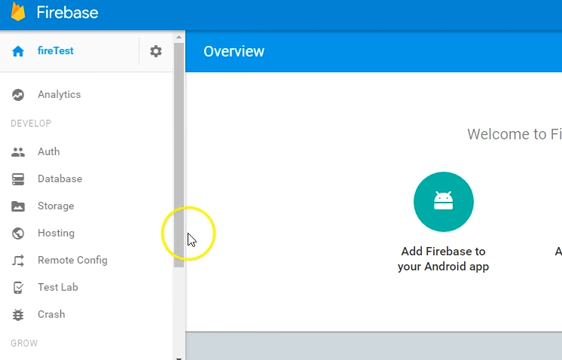 Firebase
fireTest
Overview
Analytics
DEVELOP
Auth
Database
Storage
Hosting
Remote Config
Test Lab
Crash
GROW
Welcome to Fi
Add Firebase to
your Android app
A